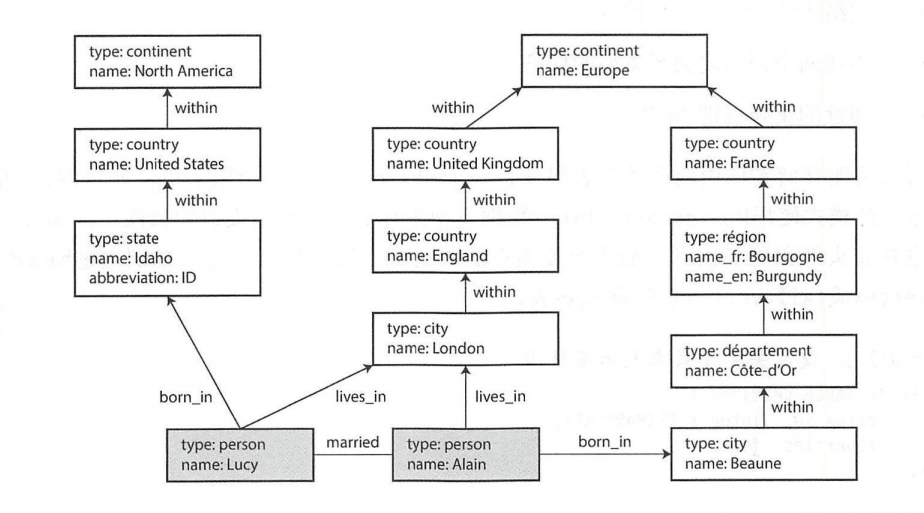 type: continent
name: North America
type: continent
name: Europe
within
within
within
type: country
name: United States
type: country
name: United Kingdom
type: country
name: France
within
within
within
type: state
name: Idaho
abbreviation: ID
type: country
name: England
type: région
name_fr: Bourgogne
name_en: Burgundy
within
within
type: city
name: London
type: département
name: Côte-d'Or
born_in
lives_in
lives_in
within
type: person
name: Lucy
married
type: person
name: Alain
born_in
type: city
name: Beaune